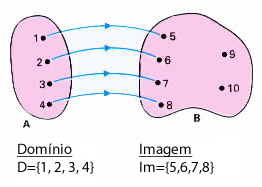 1 5
2 6 9
3 7 10
4 8
A B
Domínio Imagem
D={1, 2, 3, 4} Im={5,6,7,8}